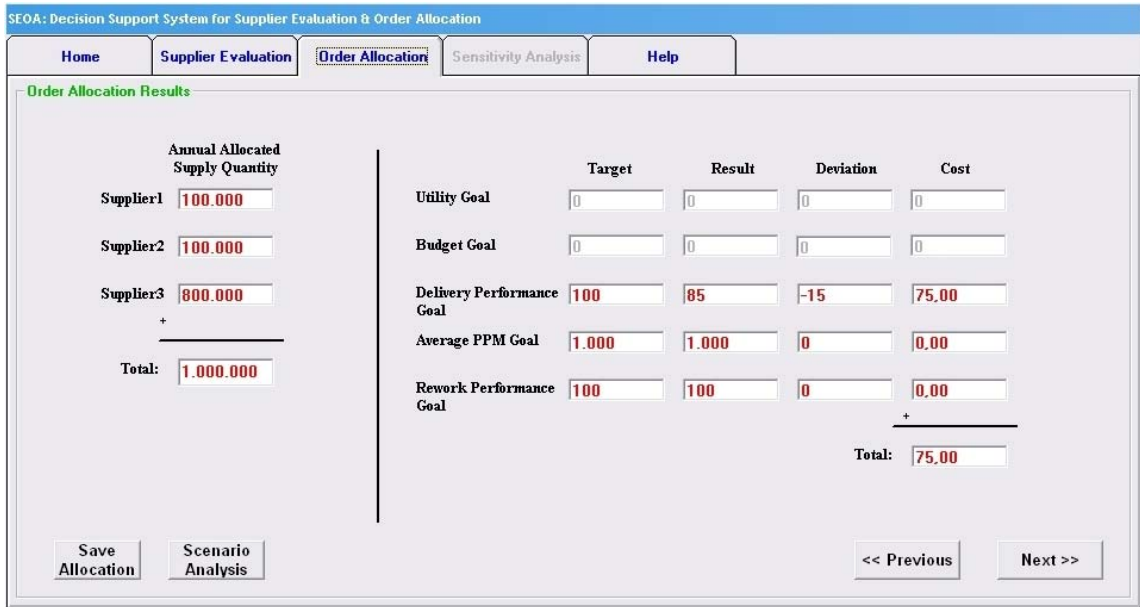 SEOA: Decision Support System for Supplier Evaluation & Order Allocation
Home Supplier Evaluation Order Allocation Sensitivity Analysis Help
Order Allocation Results
Annual Allocated
Supply Quantity
Supplier1 100.000
Supplier2 100.000
Supplier3 800.000
+
Total: 1.000.000
Target Result Deviation Cost
Utility Goal 0 0 0 0
Budget Goal 0 0 0 0
Delivery Performance 100 85 -15 75,00
Goal
Average PPM Goal 1.000 1.000 0 0,00
Rework Performance 100 100 0 0,00
Goal
+
Total: 75,00
Save
Allocation
Scenario
Analysis
<< Previous Next >>